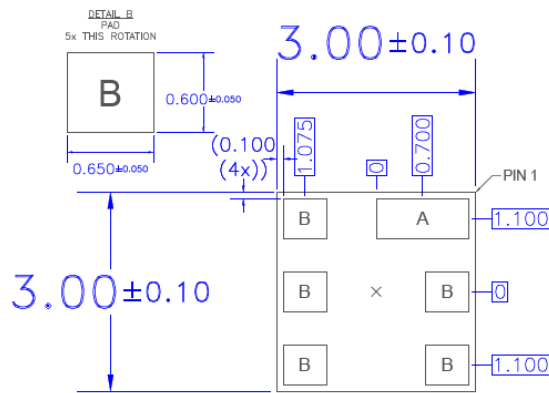 DETAIL B
PAD
5x THIS ROTATION
B
0.600±0.050
0.650±0.050
3.00±0.10
(0.100
(4x))
1.075
0
0.700
PIN 1
B
A
1.100
3.00±0.10
B
B
0
B
B
1.100